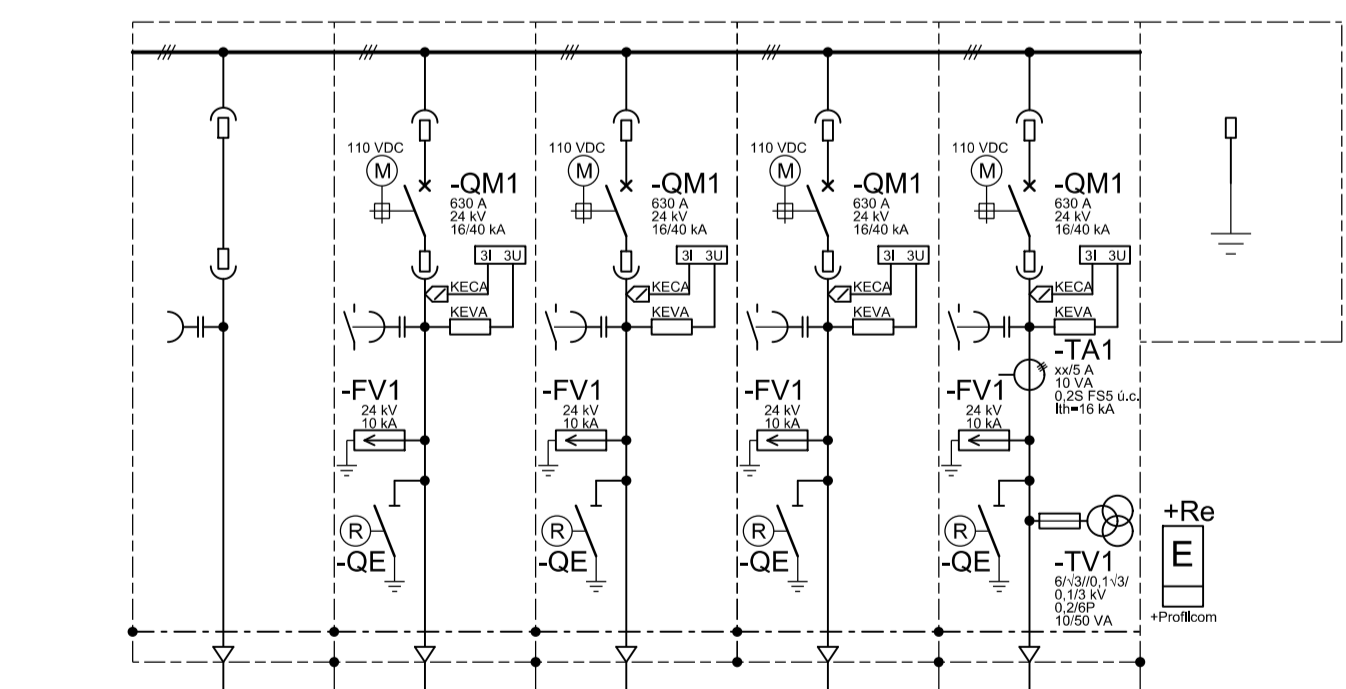 110 VDC
M
-QM1
630 A
24 kV
16/40 kA
3I 3U
KECA
KEVA
-FV1
24 kV
10 kA
R
-QE
110 VDC
M
-QM1
630 A
24 kV
16/40 kA
3I 3U
KECA
KEVA
-FV1
24 kV
10 kA
R
-QE
110 VDC
M
-QM1
630 A
24 kV
16/40 kA
3I 3U
KECA
KEVA
-FV1
24 kV
10 kA
R
-QE
110 VDC
M
-QM1
630 A
24 kV
16/40 kA
3I 3U
KECA
KEVA
-TA1
xx/5 A
10 VA
0,2S FS5 ú.c.
Ith=16 kA
-FV1
24 kV
10 kA
R
-QE
-TV1
6/√3//0,1√3/
0,1/3 kV
0,2/6P
10/50 VA
+Re
E
+Profilcom